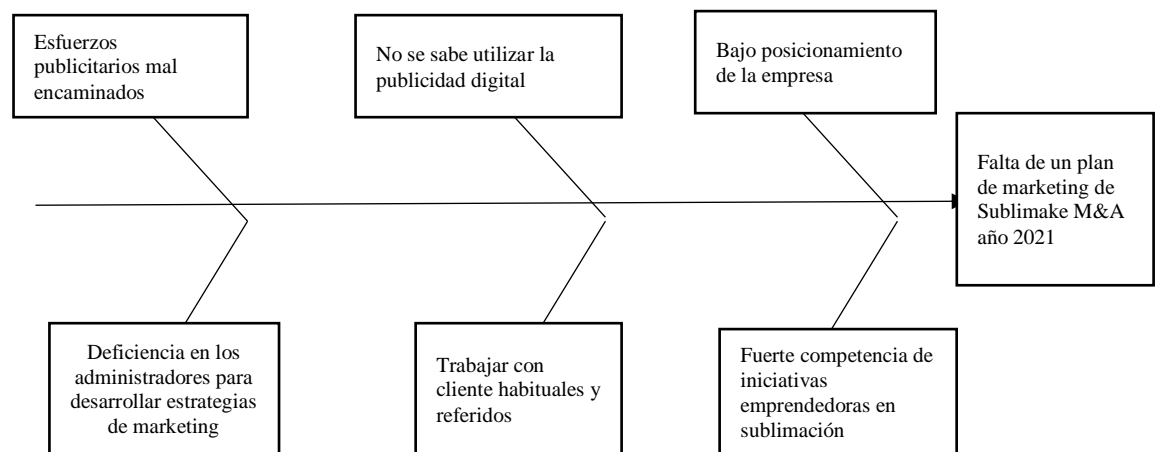 Esfuerzos
publicitarios mal
encaminados
No se sabe utilizar la
publicidad digital
Bajo posicionamiento
de la empresa
Falta de un plan
de marketing de
Sublimake M&A
año 2021
Deficiencia en los
administradores para
desarrollar estrategias
de marketing
Trabajar con
cliente habituales y
referidos
Fuerte competencia de
iniciativas
emprendedoras en
sublimación